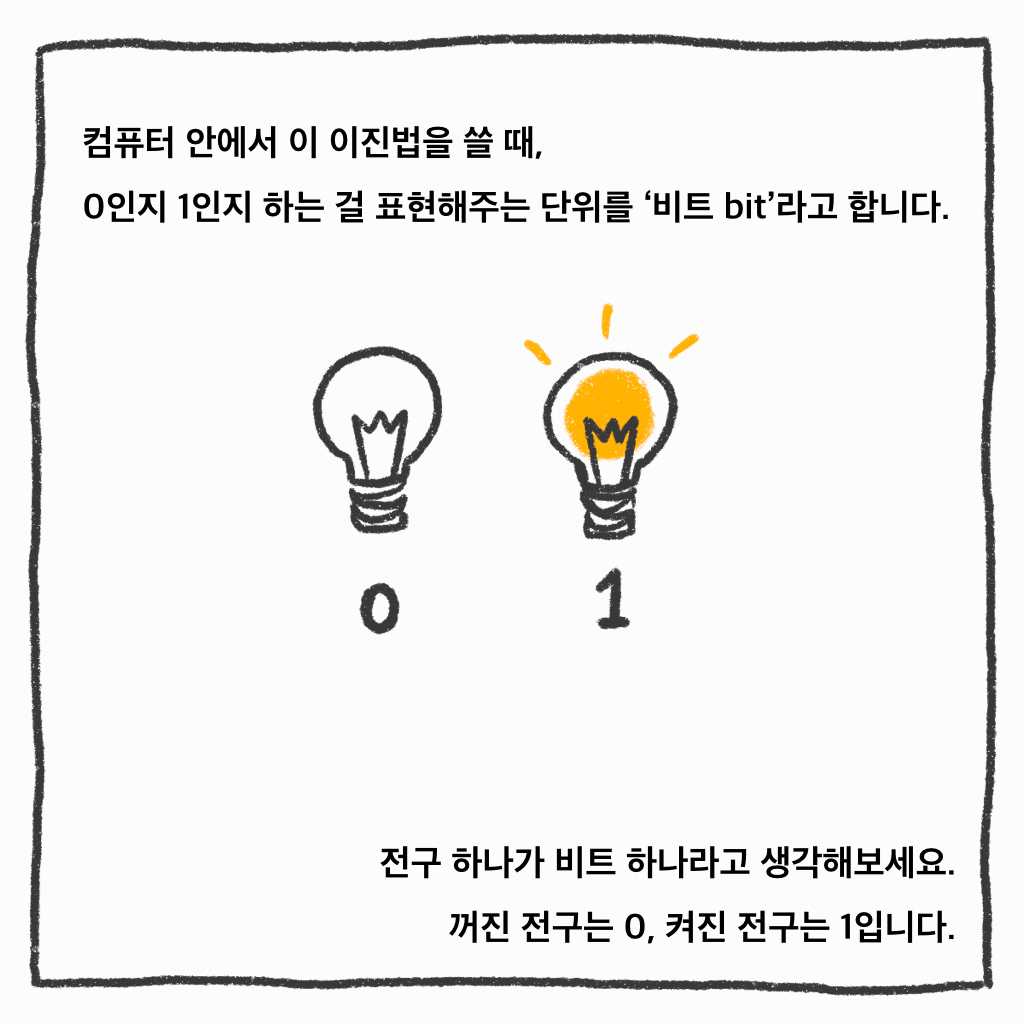 컴퓨터 안에서 이 이진법을 쓸 때,
0인지 1인지 하는 걸 표현해주는 단위를 ‘비트 bit’라고 합니다.
0 1
전구 하나가 비트 하나라고 생각해보세요.
꺼진 전구는 0, 켜진 전구는 1입니다.